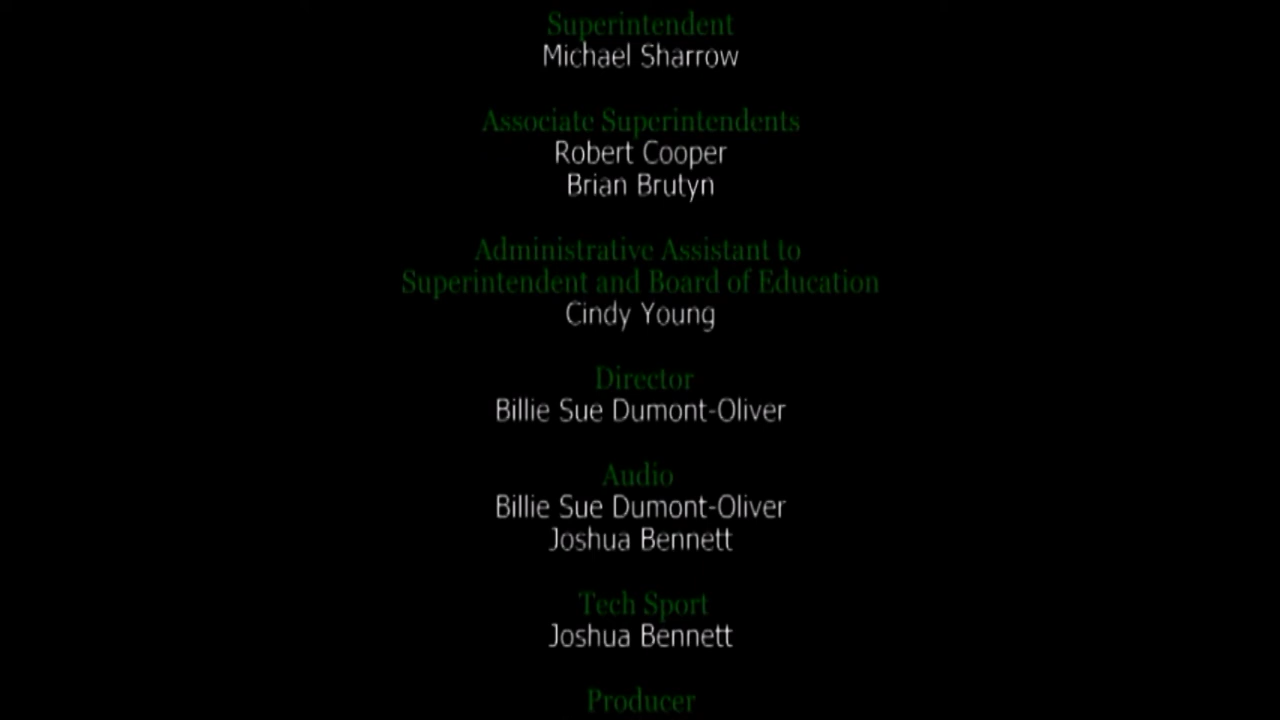 Superintendent
Michael Sharrow
Associate Superintendents
Robert Cooper
Brian Brutyn
Administrative Assistant to
Superintendent and Board of Education
Cindy Young
Director
Billie Sue Dumont-Oliver
Audio
Billie Sue Dumont-Oliver
Joshua Bennett
Tech Sport
Joshua Bennett
Producer